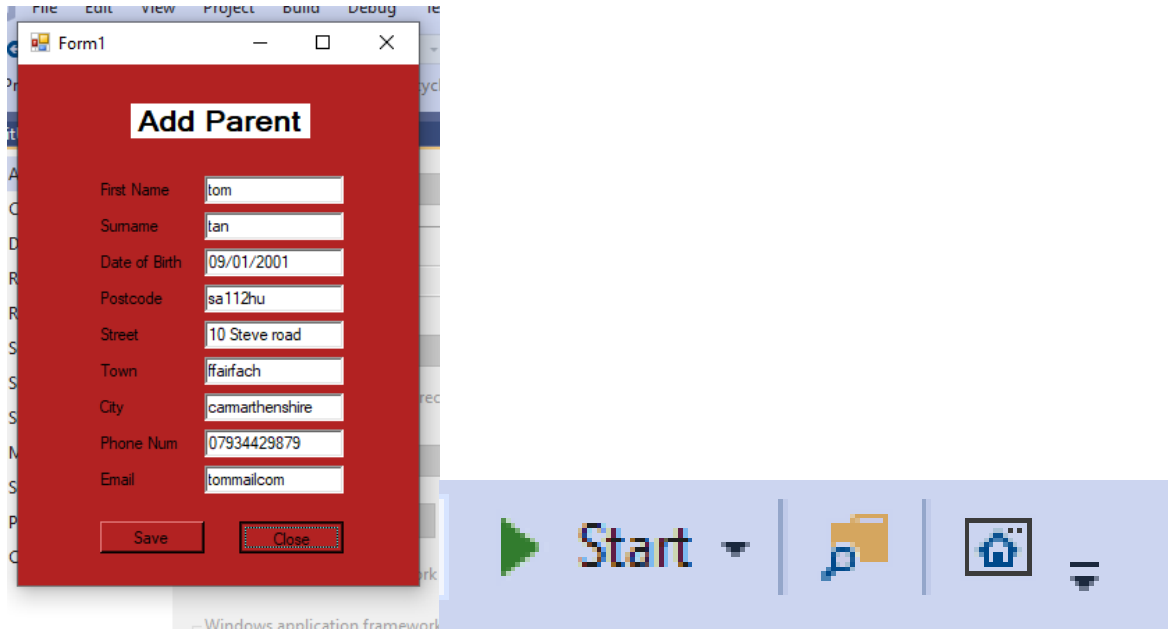 File Edit View Project Build Debug Te
Form1
Add Parent
First Name tom
Surname tan
Date of Birth 09/01/2001
Postcode sa112hu
Street 10 Steve road
Town ffairfach
City carmarthenshire
Phone Num 07934429879
Email tommailcom
Save Close
Start
Windows application framework